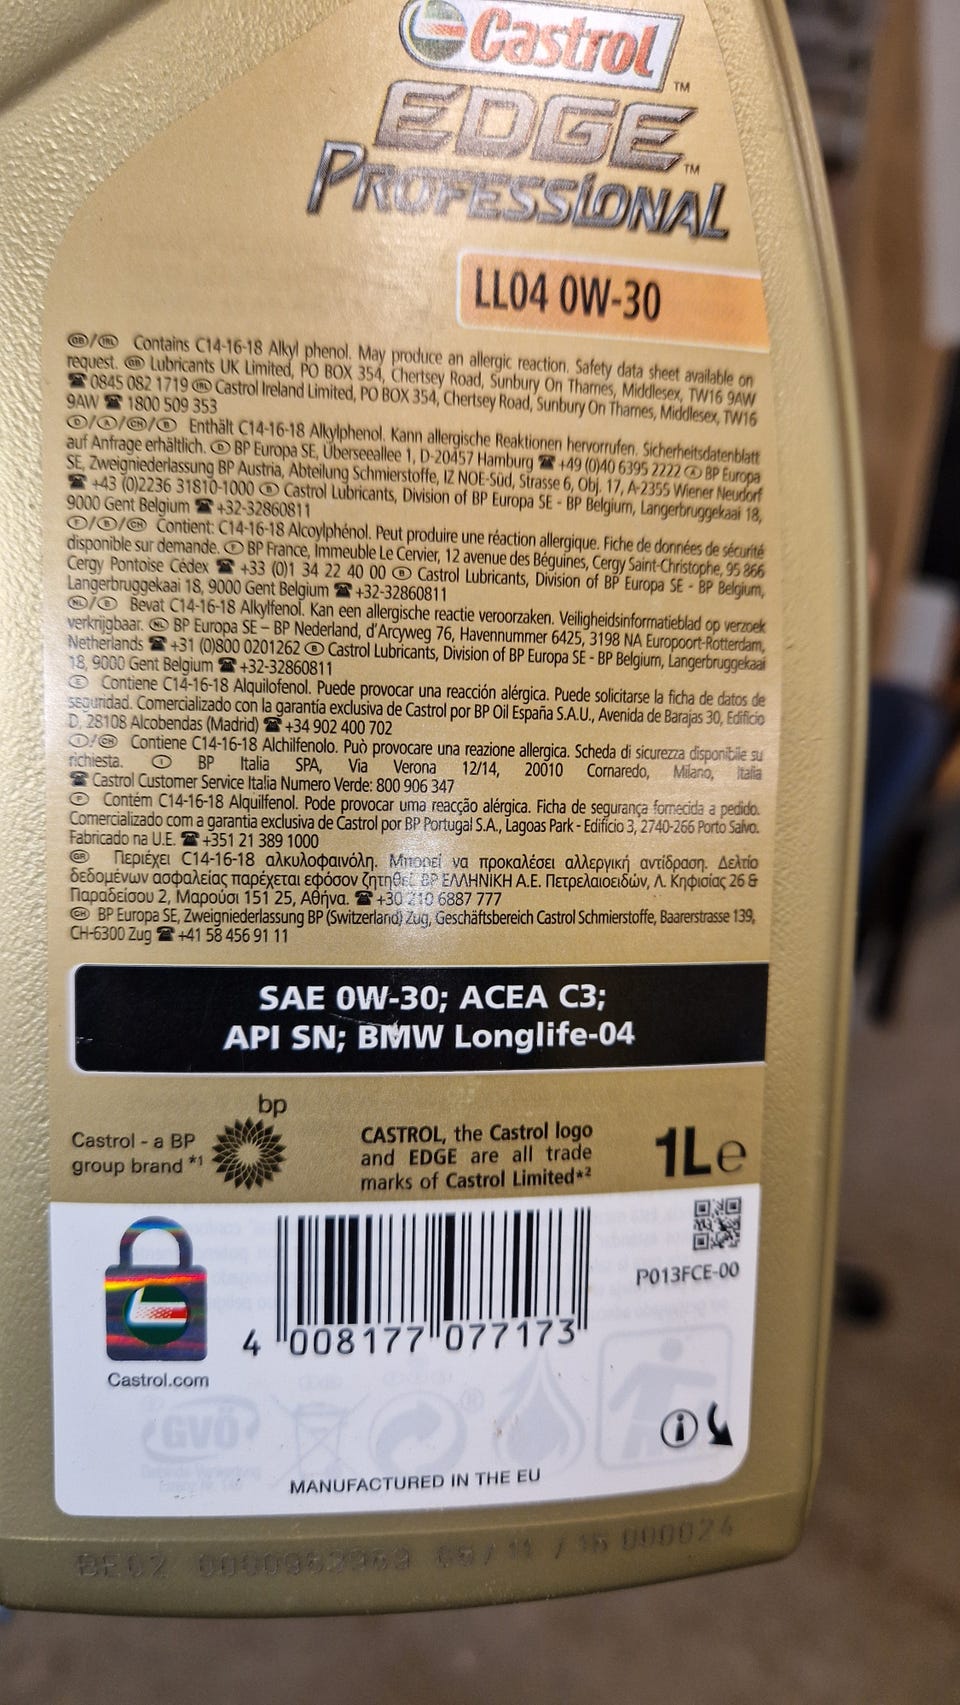 Castrol
EDGE™
PROFESSIONAL™
LL04 0W-30
GB/IRL Contains C14-16-18 Alkyl phenol. May produce an allergic reaction. Safety data sheet available on
request. GB Lubricants UK Limited, PO BOX 354, Chertsey Road, Sunbury On Thames, Middlesex, TW16 9AW
☎ 0845 082 1719 IRL Castrol Ireland Limited, PO BOX 354, Chertsey Road, Sunbury On Thames, Middlesex, TW16
9AW ☎ 1800 509 353
D/A/CH/B Enthält C14-16-18 Alkylphenol. Kann allergische Reaktionen hervorrufen. Sicherheitsdatenblatt
auf Anfrage erhältlich. D BP Europa SE, Überseeallee 1, D-20457 Hamburg ☎ +49 (0)40 6395 2222 A BP Europa
SE, Zweigniederlassung BP Austria, Abteilung Schmierstoffe, IZ NOE-Süd, Strasse 6, Obj. 17, A-2355 Wiener Neudorf
☎ +43 (0)2236 31810-1000 B Castrol Lubricants, Division of BP Europa SE - BP Belgium, Langerbruggekaai 18,
9000 Gent Belgium ☎ +32-32860811
F/B/CH Contient: C14-16-18 Alcoylphénol. Peut produire une réaction allergique. Fiche de données de sécurité
disponible sur demande. F BP France, Immeuble Le Cervier, 12 avenue des Béguines, Cergy Saint-Christophe, 95 866
Cergy Pontoise Cédex ☎ +33 (0)1 34 22 40 00 B Castrol Lubricants, Division of BP Europa SE - BP Belgium,
Langerbruggekaai 18, 9000 Gent Belgium ☎ +32-32860811
NL/B Bevat C14-16-18 Alkylfenol. Kan een allergische reactie veroorzaken. Veiligheidsinformatieblad op verzoek
verkrijgbaar. NL BP Europa SE – BP Nederland, d'Arcyweg 76, Havennummer 6425, 3198 NA Europoort-Rotterdam,
Netherlands ☎ +31 (0)800 0201262 B Castrol Lubricants, Division of BP Europa SE - BP Belgium, Langerbruggekaai
18, 9000 Gent Belgium ☎ +32-32860811
E Contiene C14-16-18 Alquilofenol. Puede provocar una reacción alérgica. Puede solicitarse la ficha de datos de
seguridad. Comercializado con la garantía exclusiva de Castrol por BP Oil España S.A.U., Avenida de Barajas 30, Edificio
D, 28108 Alcobendas (Madrid) ☎ +34 902 400 702
I/CH Contiene C14-16-18 Alchilfenolo. Può provocare una reazione allergica. Scheda di sicurezza disponibile su
richiesta. I BP Italia SPA, Via Verona 12/14, 20010 Cornaredo, Milano, Italia
☎ Castrol Customer Service Italia Numero Verde: 800 906 347
P Contém C14-16-18 Alquilfenol. Pode provocar uma reacção alérgica. Ficha de segurança fornecida a pedido.
Comercializado com a garantia exclusiva de Castrol por BP Portugal S.A., Lagoas Park - Edifício 3, 2740-266 Porto Salvo.
Fabricado na U.E. ☎ +351 21 389 1000
GR Περιέχει C14-16-18 αλκυλοφαινόλη. Μπορεί να προκαλέσει αλλεργική αντίδραση. Δελτίο
δεδομένων ασφαλείας παρέχεται εφόσον ζητηθεί. BP ΕΛΛΗΝΙΚΗ Α.Ε. Πετρελαιοειδών, Λ. Κηφισίας 26 &
Παραδείσου 2, Μαρούσι 151 25, Αθήνα. ☎ +30 210 6887 777
CH BP Europa SE, Zweigniederlassung BP (Switzerland) Zug, Geschäftsbereich Castrol Schmierstoffe, Baarerstrasse 139,
CH-6300 Zug ☎ +41 58 456 91 11
SAE 0W-30; ACEA C3;
API SN; BMW Longlife-04
bp
Castrol - a BP
group brand *1
CASTROL, the Castrol logo
and EDGE are all trade
marks of Castrol Limited*2
1L e
P013FCE-00
4 008177 077173
Castrol.com
MANUFACTURED IN THE EU